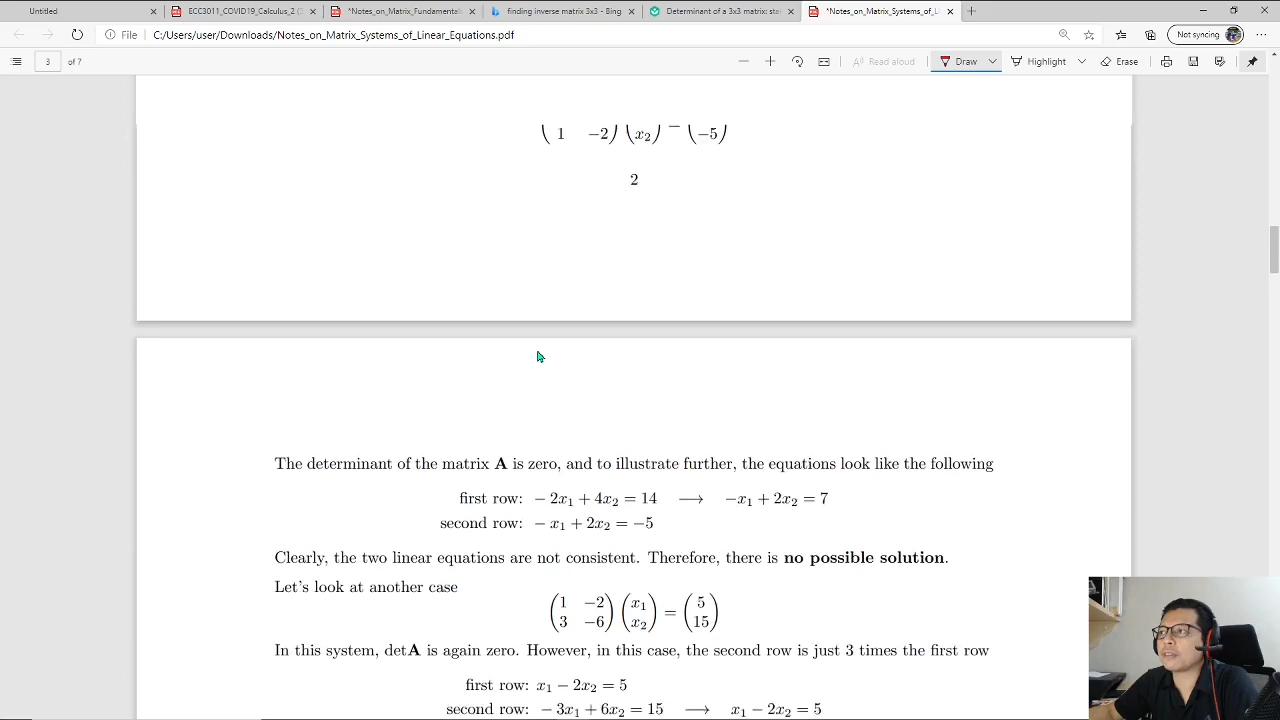 Untitled
ECC3011_COVID19_Calculus_2 (
*Notes_on_Matrix_Fundamental
finding inverse matrix 3x3 - Bing
Determinant of a 3x3 matrix: sta
*Notes_on_Matrix_Systems_of_Li
File C:/Users/user/Downloads/Notes_on_Matrix_Systems_of_Linear_Equations.pdf
Not syncing
3 of 7
Read aloud
Draw
Highlight
Erase
( 1 −2 ) ( x₂ ) = ( −5 )
2
The determinant of the matrix A is zero, and to illustrate further, the equations look like the following
first row: − 2x₁ + 4x₂ = 14 ⟶ −x₁ + 2x₂ = 7
second row: − x₁ + 2x₂ = −5
Clearly, the two linear equations are not consistent. Therefore, there is no possible solution.
Let's look at another case
( 1 −2 ) ( x₁ ) = ( 5 )
( 3 −6 ) ( x₂ ) ( 15 )
In this system, detA is again zero. However, in this case, the second row is just 3 times the first row
first row: x₁ − 2x₂ = 5
second row: − 3x₁ + 6x₂ = 15 ⟶ x₁ − 2x₂ = 5